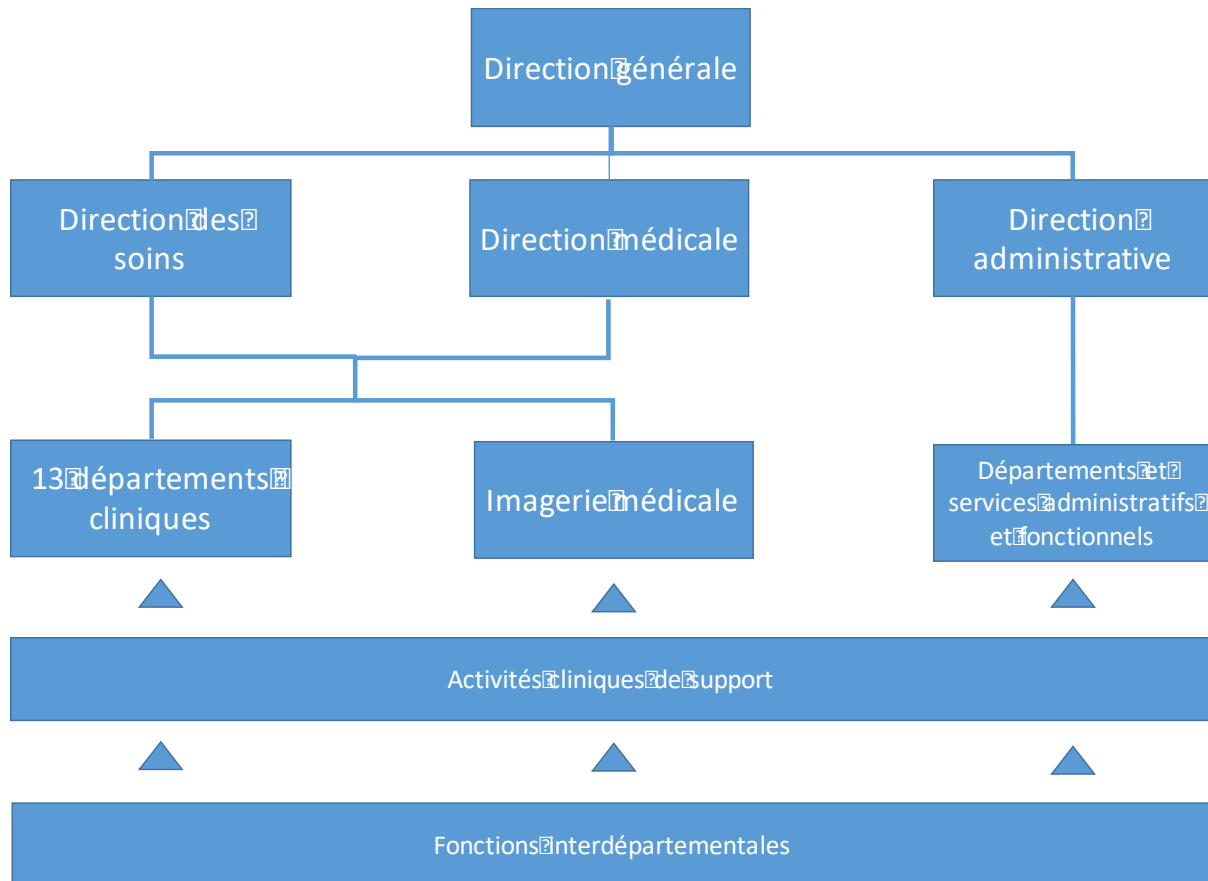 Direction générale
Direction des
soins
Direction médicale
Direction
administrative
13 départements
cliniques
Imagerie médicale
Départements et
services administratifs
et fonctionnels
Activités cliniques de support
Fonctions interdépartementales